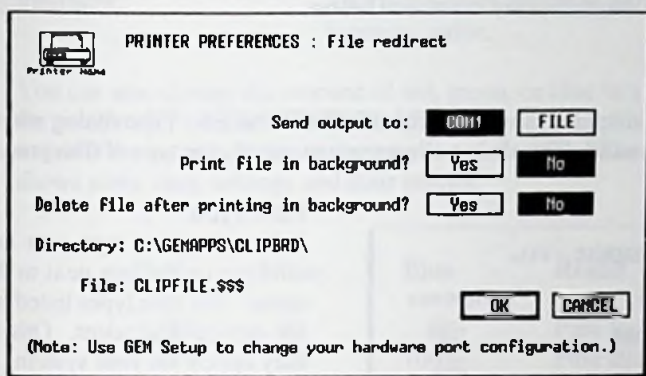 PRINTER PREFERENCES : File redirect
Printer Name
Send output to: COM1 FILE
Print file in background? Yes No
Delete file after printing in background? Yes No
Directory: C:\GEMAPPS\CLIPBRD\
File: CLIPFILE.$$$
OK CANCEL
(Note: Use GEM Setup to change your hardware port configuration.)